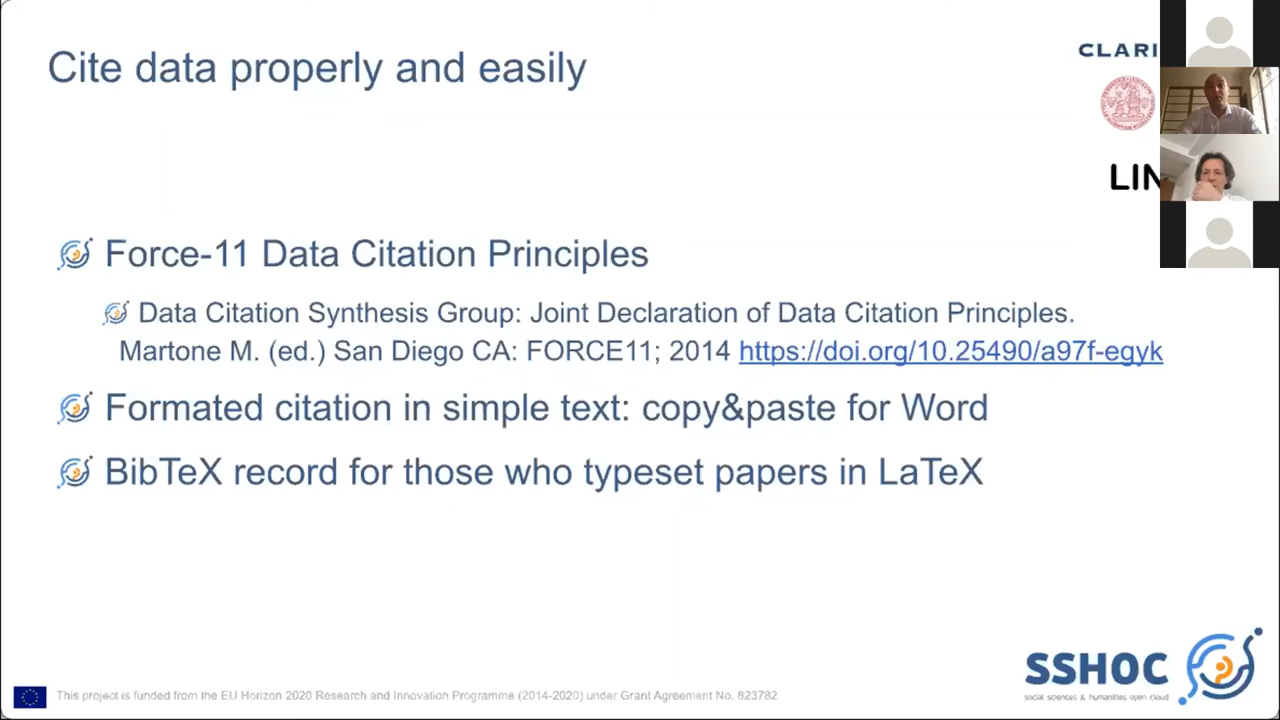 Cite data properly and easily
CLARI
LIN
Force-11 Data Citation Principles
Data Citation Synthesis Group: Joint Declaration of Data Citation Principles.
Martone M. (ed.) San Diego CA: FORCE11; 2014 https://doi.org/10.25490/a97f-egyk
Formated citation in simple text: copy&paste for Word
BibTeX record for those who typeset papers in LaTeX
SSHOC
social sciences & humanities open cloud
This project is funded from the EU Horizon 2020 Research and Innovation Programme (2014-2020) under Grant Agreement No. 823782